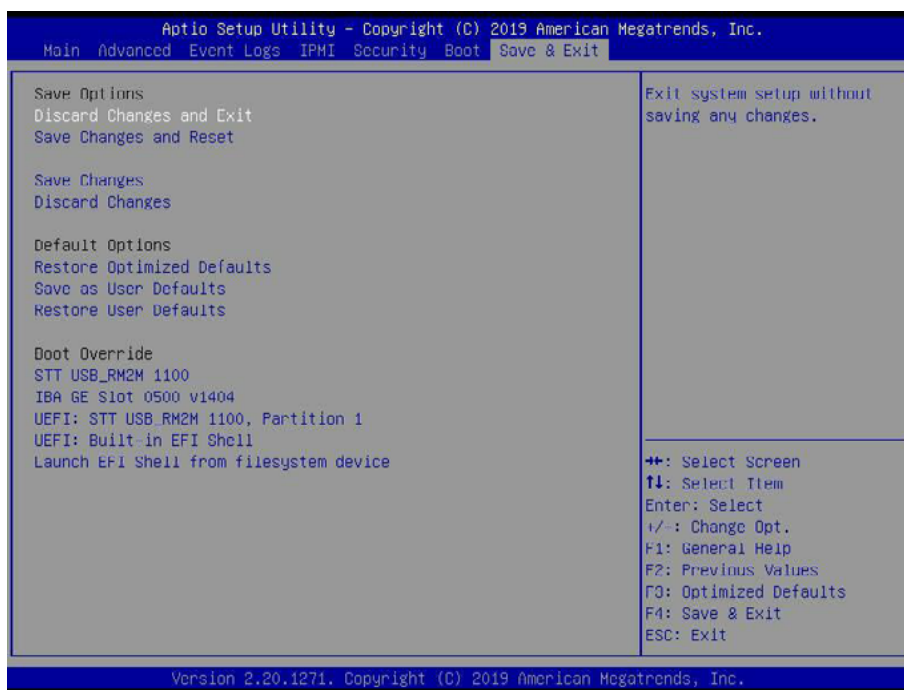 Aptio Setup Utility – Copyright (C) 2019 American Megatrends, Inc.
Main Advanced Event Logs IPMI Security Boot Save & Exit
Save Options
Discard Changes and Exit
Save Changes and Reset
Save Changes
Discard Changes
Default Options
Restore Optimized Defaults
Save as User Defaults
Restore User Defaults
Boot Override
STT USB_RM2M 1100
IBA GE Slot 0500 v1404
UEFI: STT USB_RM2M 1100, Partition 1
UEFI: Built-in EFI Shell
Launch EFI Shell from filesystem device
Exit system setup without
saving any changes.
→←: Select Screen
↑↓: Select Item
Enter: Select
+/-: Change Opt.
F1: General Help
F2: Previous Values
F3: Optimized Defaults
F4: Save & Exit
ESC: Exit
Version 2.20.1271. Copyright (C) 2019 American Megatrends, Inc.